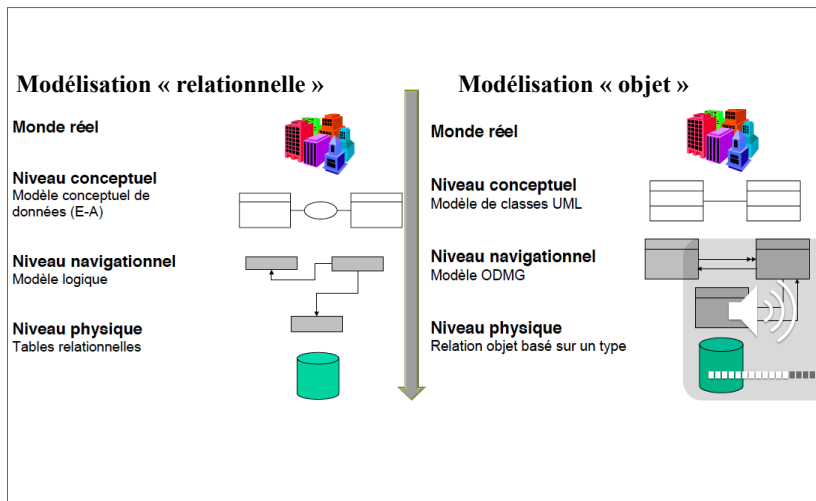 Modélisation « relationnelle »
Monde réel
Niveau conceptuel
Modèle conceptuel de
données (E-A)
Niveau navigationnel
Modèle logique
Niveau physique
Tables relationnelles
Modélisation « objet »
Monde réel
Niveau conceptuel
Modèle de classes UML
Niveau navigationnel
Modèle ODMG
Niveau physique
Relation objet basé sur un type